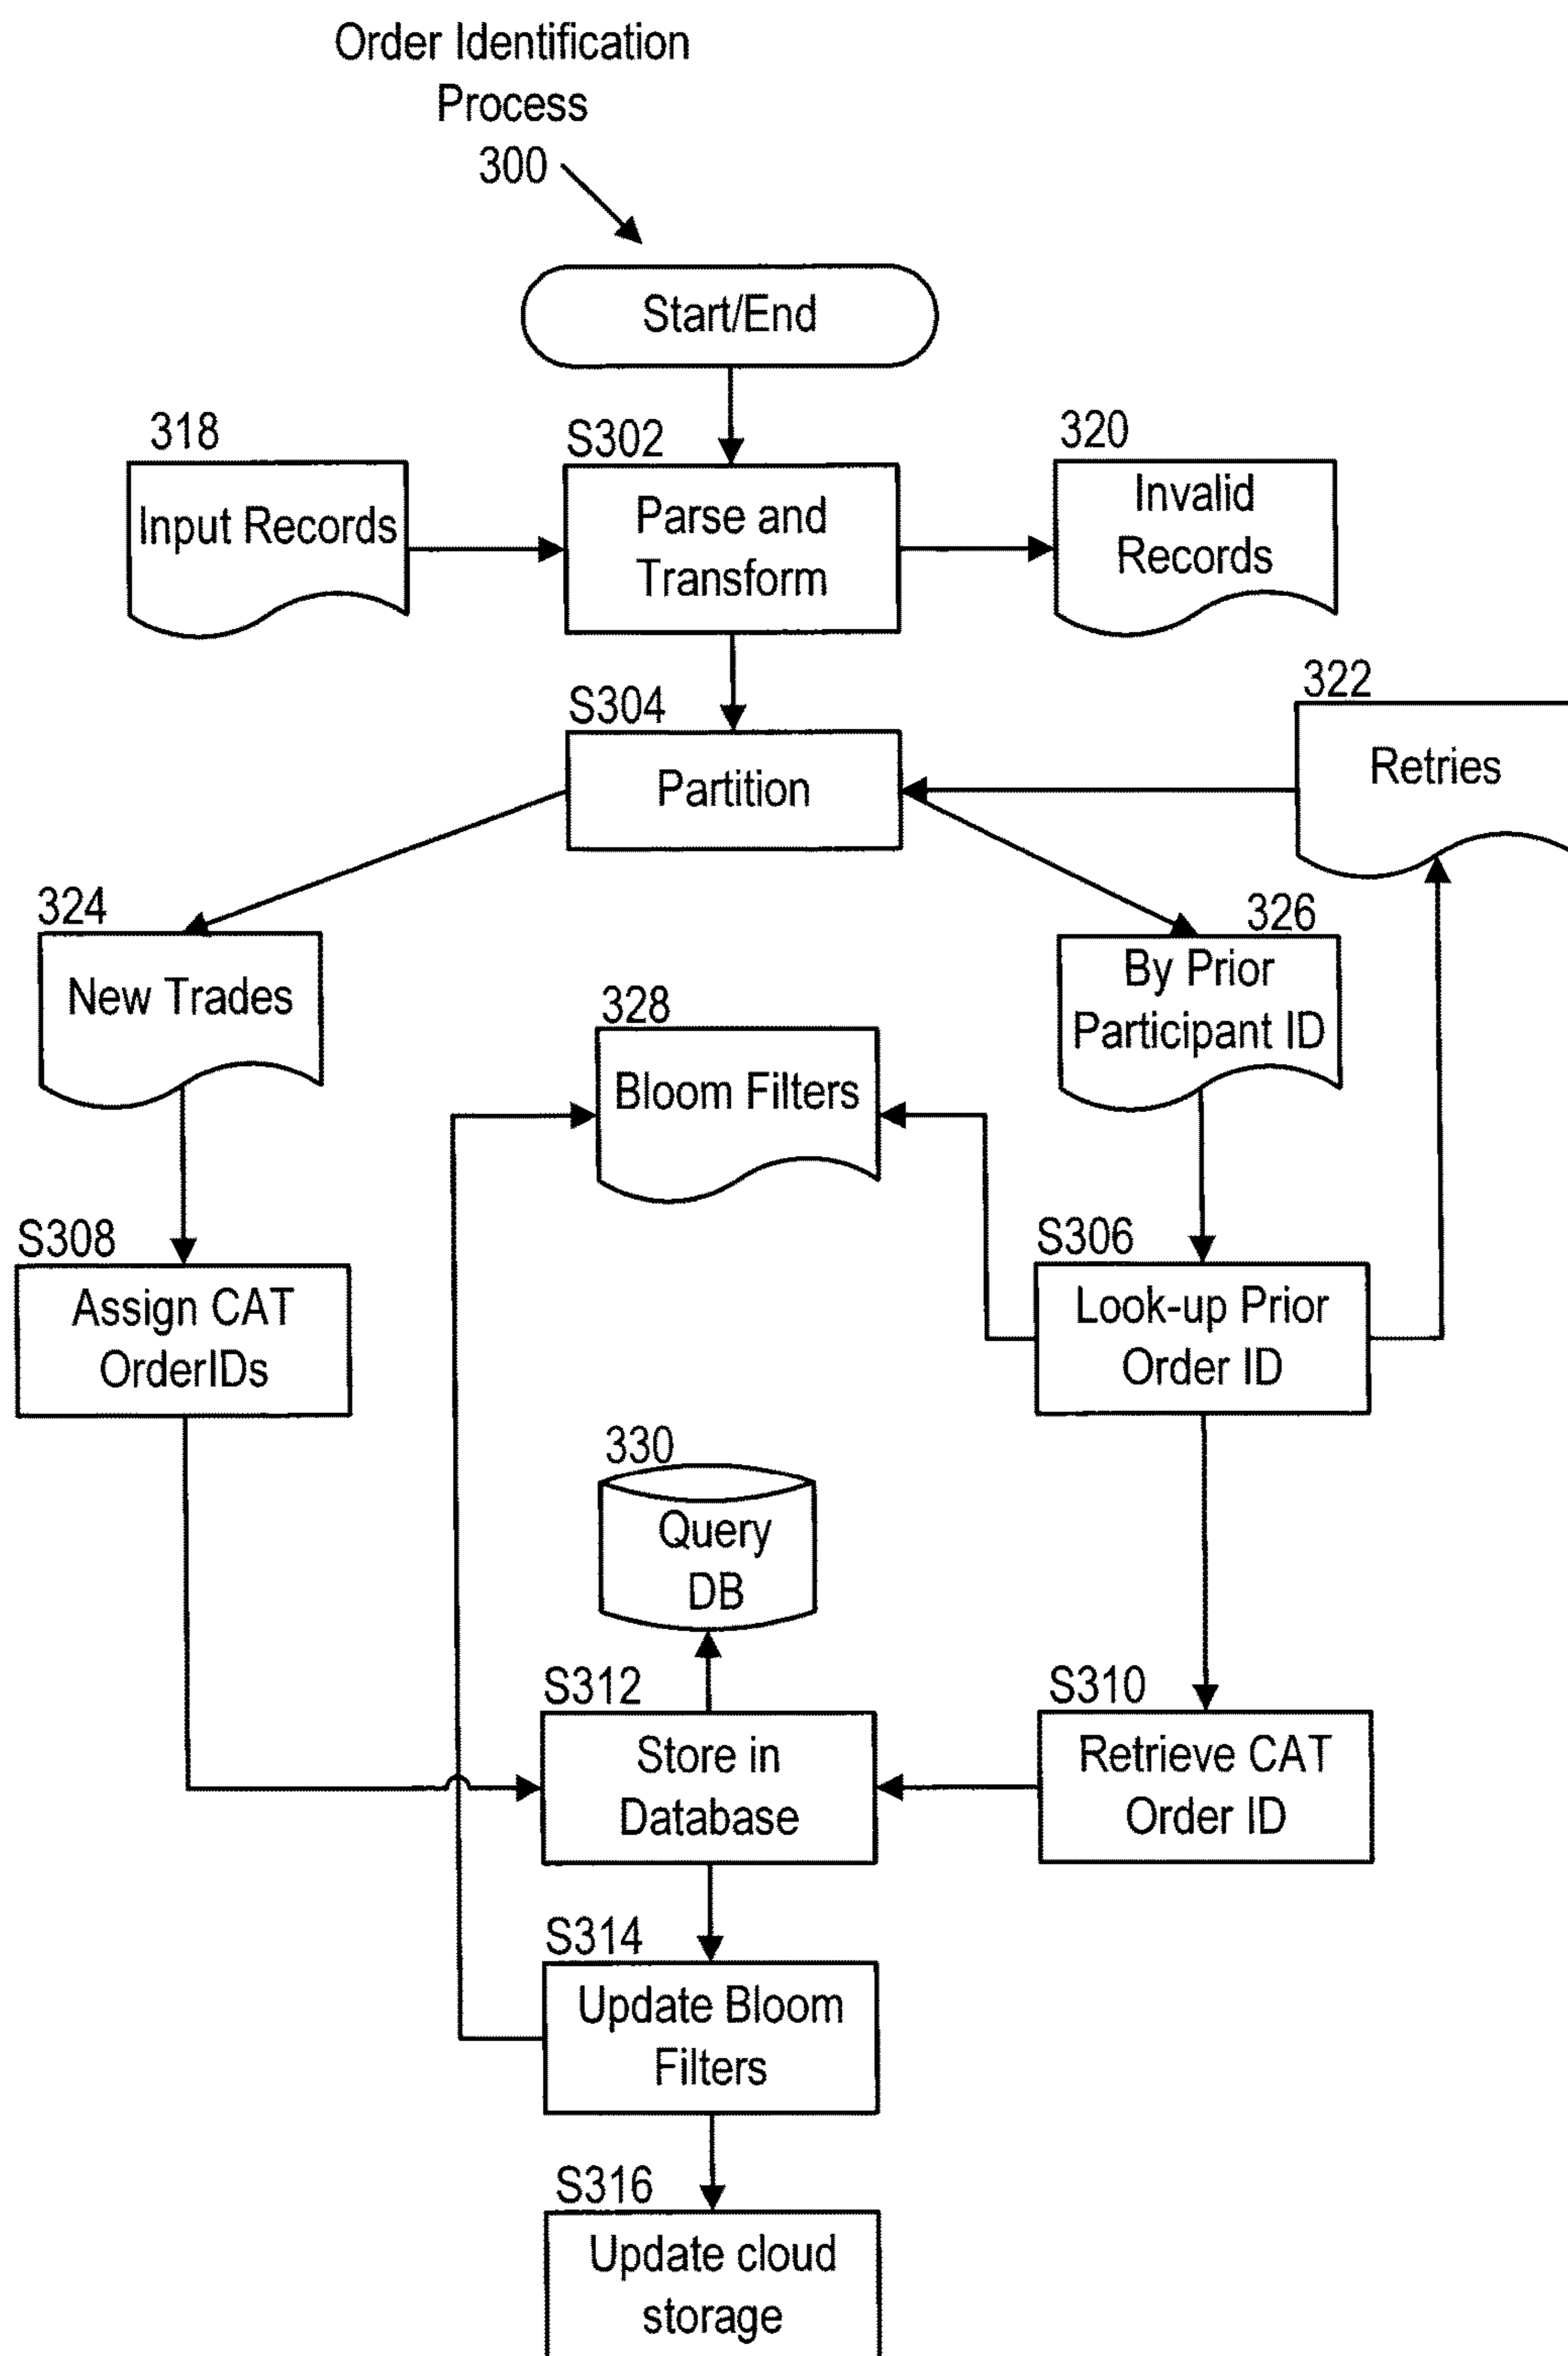 Order Identification
Process
300
Start/End
318
Input Records
S302
Parse and
Transform
320
Invalid
Records
S304
Partition
322
Retries
324
New Trades
326
By Prior
Participant ID
328
Bloom Filters
S308
Assign CAT
OrderIDs
S306
Look-up Prior
Order ID
330
Query
DB
S312
Store in
Database
S310
Retrieve CAT
Order ID
S314
Update Bloom
Filters
S316
Update cloud
storage